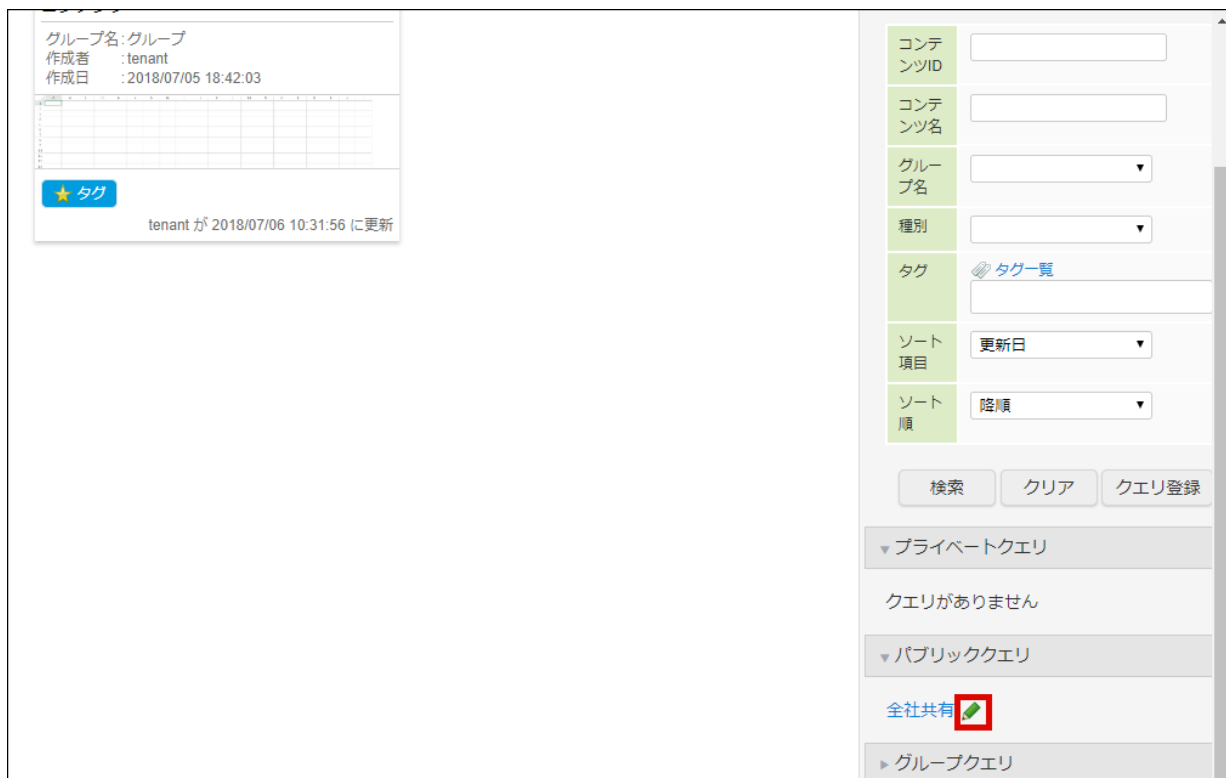 グループ名:グループ
作成者 :tenant
作成日 :2018/07/05 18:42:03
タグ
tenant が 2018/07/06 10:31:56 に更新
コンテ
ンツID
コンテ
ンツ名
グルー
プ名
種別
タグ
タグ一覧
ソート
項目
更新日
ソート
順
降順
検索
クリア
クエリ登録
プライベートクエリ
クエリがありません
パブリッククエリ
全社共有
グループクエリ